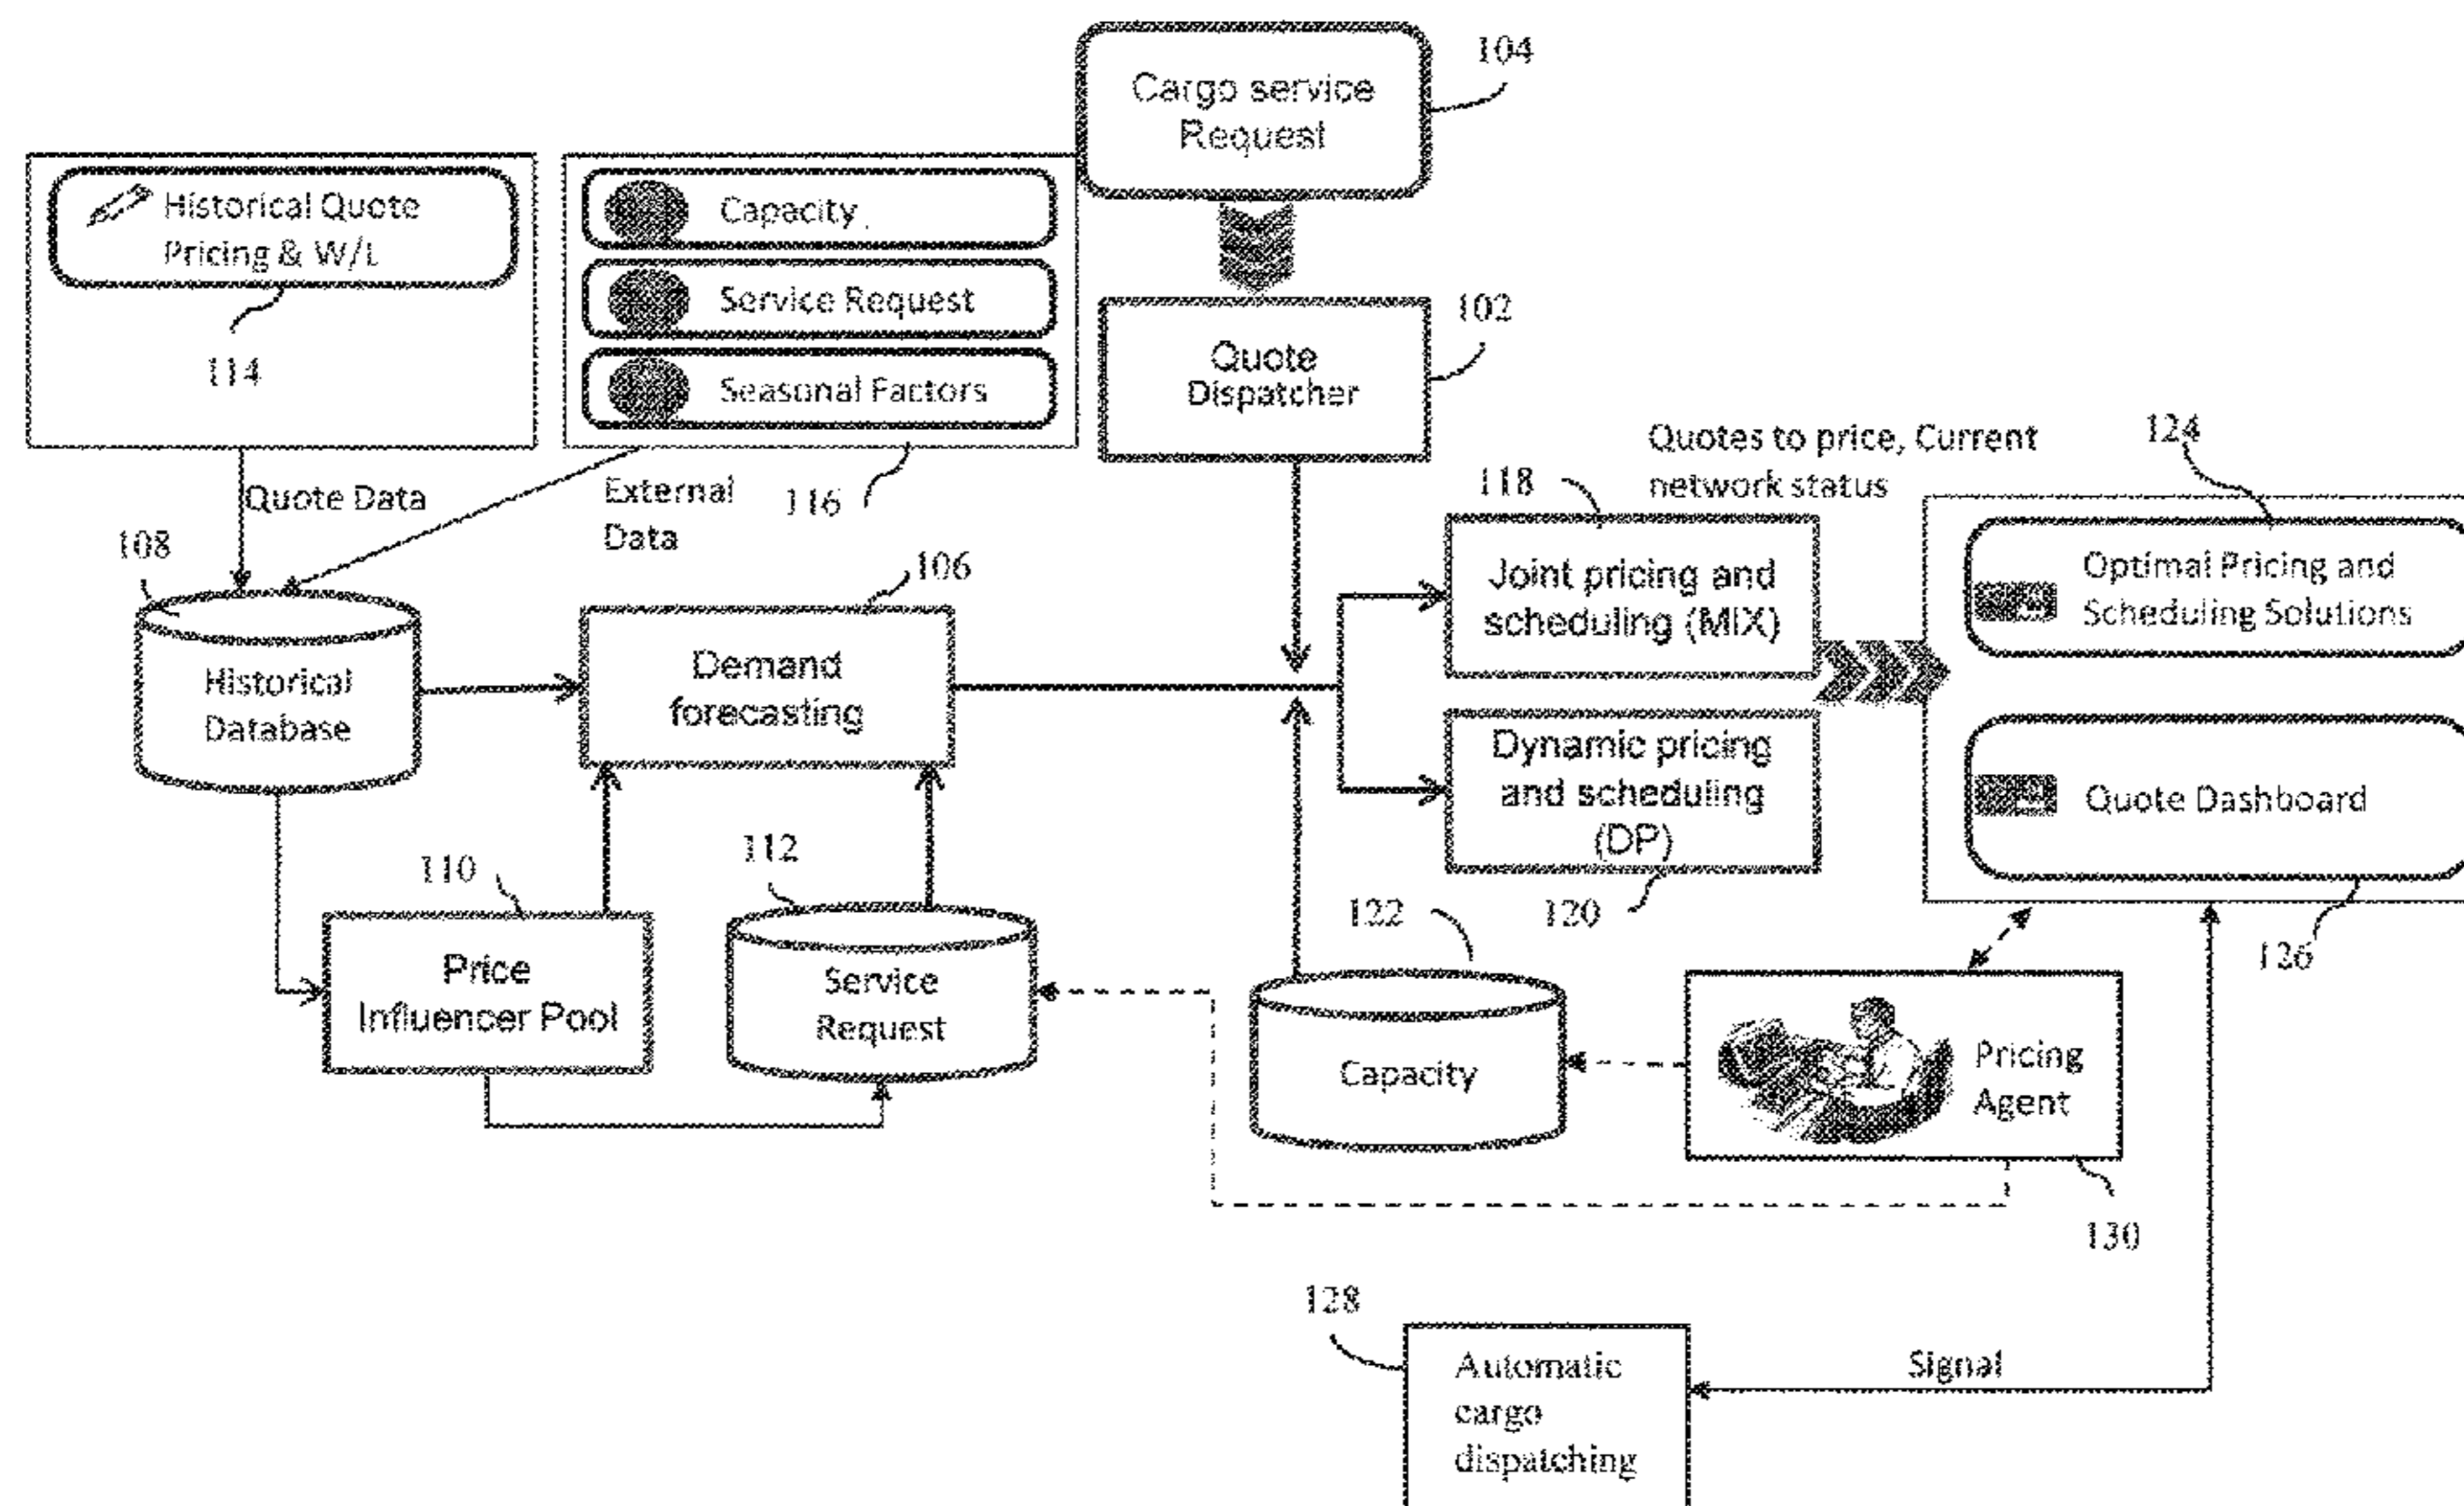 104
Cargo service
Request
Historical Quote
Pricing & W/L
114
Capacity
Service Request
Seasonal Factors
116
102
Quote
Dispatcher
Quote Data
External
Data
Quotes to price, Current
network status
124
118
108
Historical
Database
106
Demand
forecasting
Joint pricing and
scheduling (MIX)
Dynamic pricing
and scheduling
(DP)
120
Optimal Pricing and
Scheduling Solutions
Quote Dashboard
126
110
Price
Influencer Pool
112
Service
Request
122
Capacity
Pricing
Agent
130
128
Automatic
cargo
dispatching
Signal